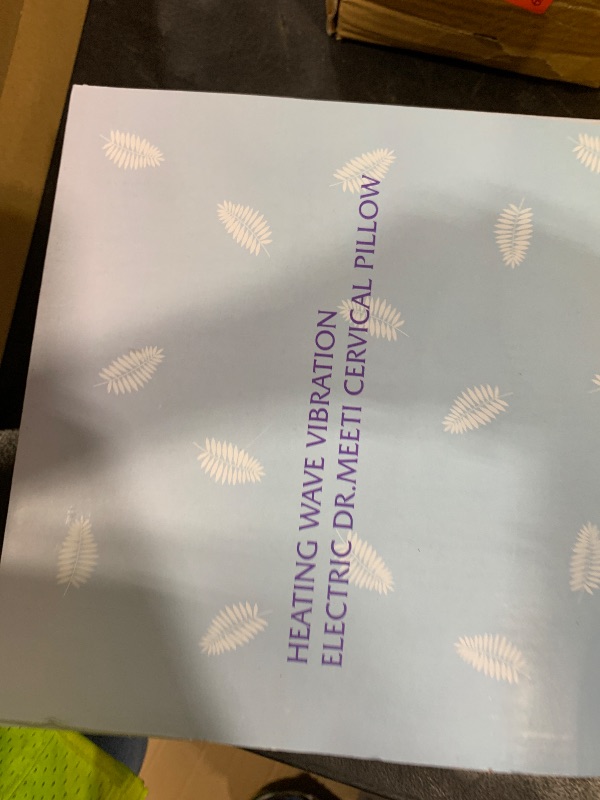 HEATING WAVE VIBRATION
ELECTRIC DR.MEETI CERVICAL PILLOW